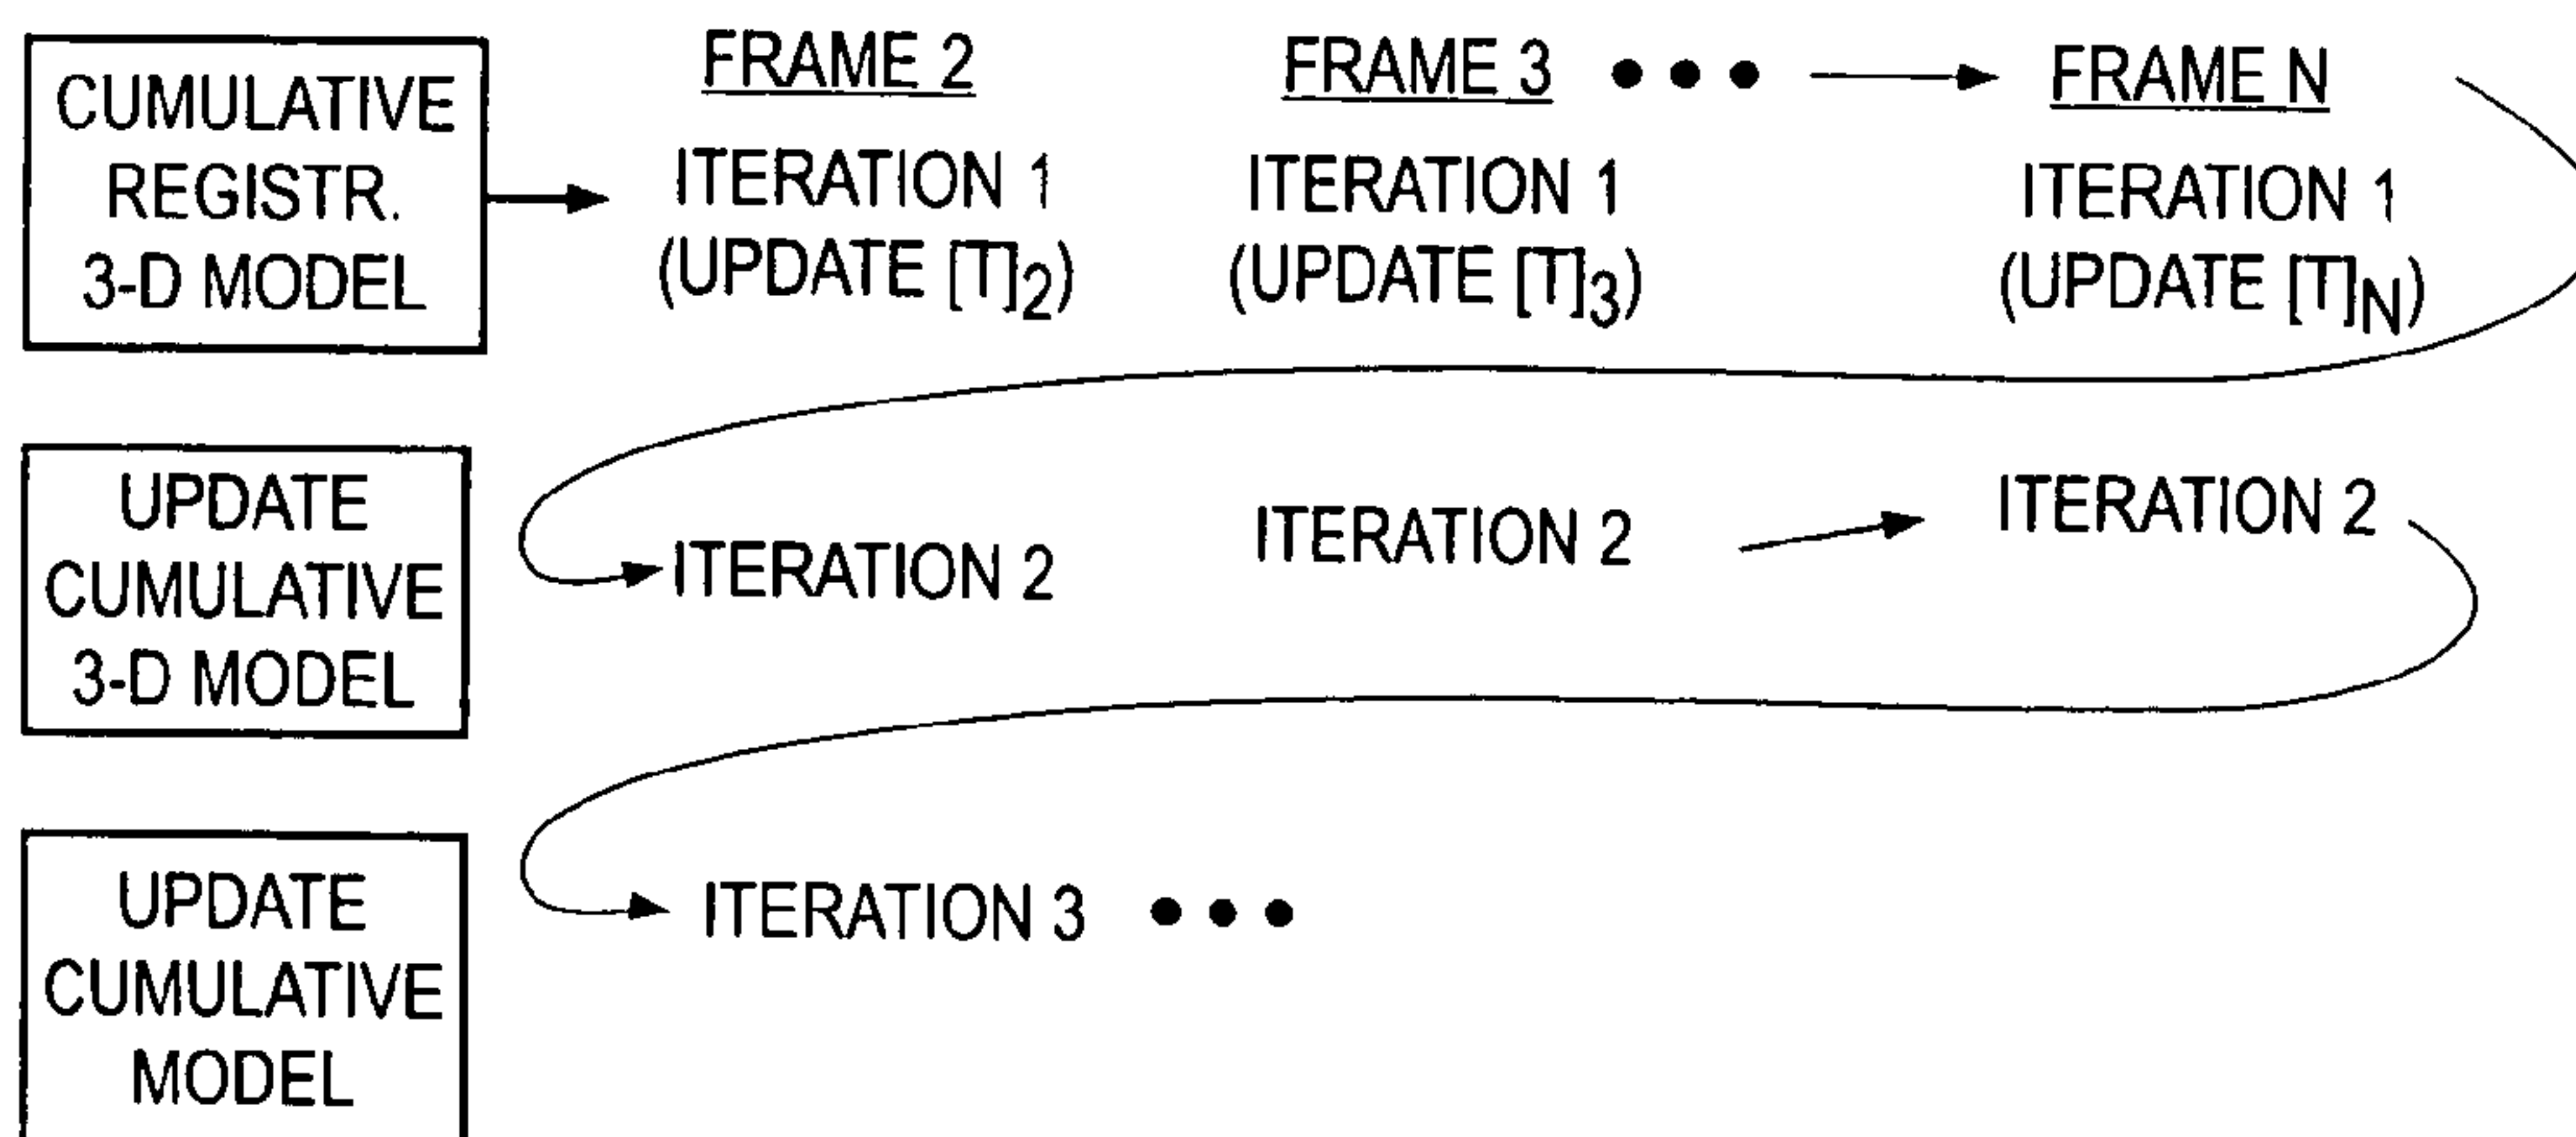 CUMULATIVE
REGISTR.
3-D MODEL
FRAME 2
ITERATION 1
(UPDATE [T]2)
FRAME 3 • • •
ITERATION 1
(UPDATE [T]3)
FRAME N
ITERATION 1
(UPDATE [T]N)
UPDATE
CUMULATIVE
3-D MODEL
ITERATION 2
ITERATION 2
ITERATION 2
UPDATE
CUMULATIVE
MODEL
ITERATION 3 • • •